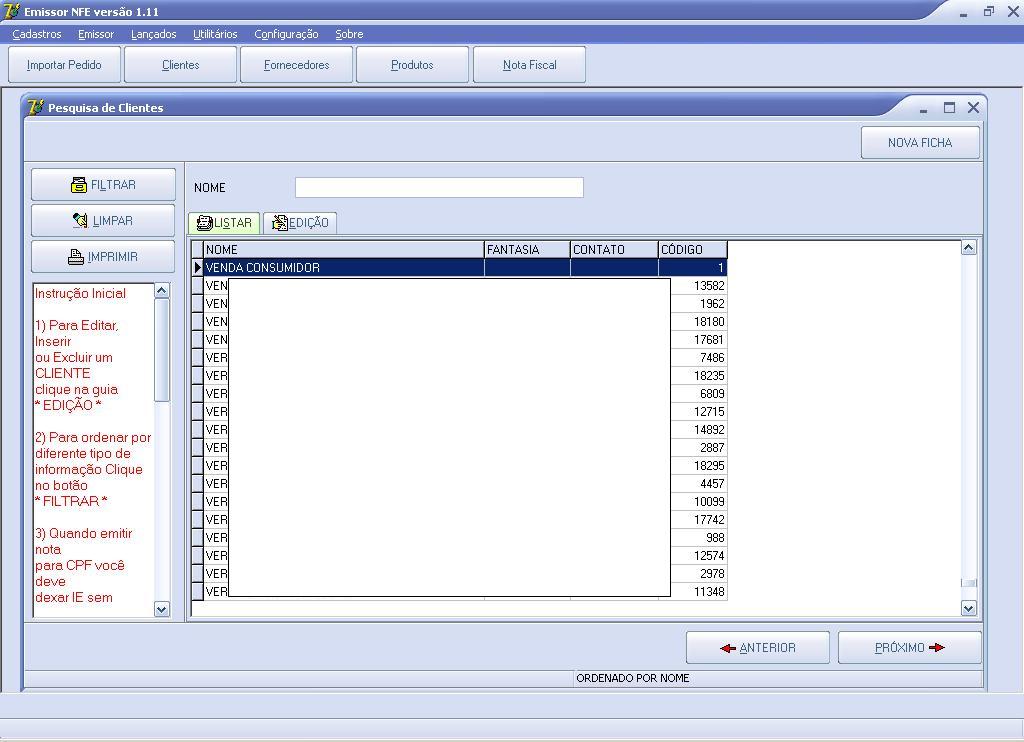 Emissor NFE versão 1.11
Cadastros Emissor Lançados Utilitários Configuração Sobre
Importar Pedido Clientes Fornecedores Produtos Nota Fiscal
Pesquisa de Clientes
NOVA FICHA
FILTRAR
LIMPAR
IMPRIMIR
Instrução Inicial
1) Para Editar,
Inserir
ou Excluir um
CLIENTE
clique na guia
* EDIÇÃO *
2) Para ordenar por
diferente tipo de
informação Clique
no botão
* FILTRAR *
3) Quando emitir
nota
para CPF você
deve
dexar IE sem
NOME
LISTAR EDIÇÃO
NOME FANTASIA CONTATO CÓDIGO
VENDA CONSUMIDOR 1
VEN 13582
VEN 1962
VEN 18180
VEN 17681
VER 7486
VER 18235
VER 6809
VER 12715
VER 14892
VER 2887
VER 18295
VER 4457
VER 10099
VER 17742
VER 988
VER 12574
VER 2978
VER 11348
ANTERIOR PRÓXIMO
ORDENADO POR NOME